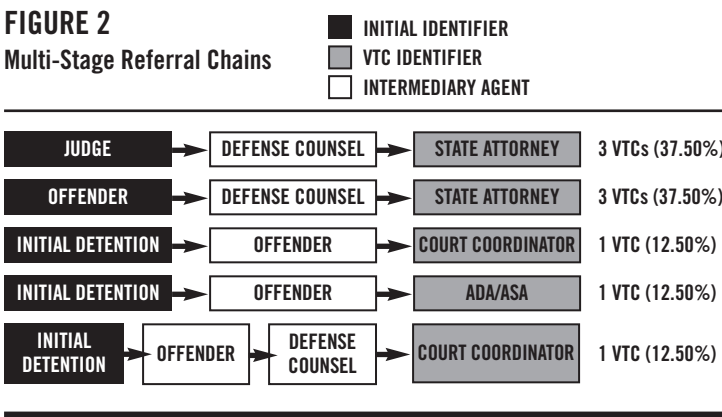 FIGURE 2
Multi-Stage Referral Chains
INITIAL IDENTIFIER
VTC IDENTIFIER
INTERMEDIARY AGENT
JUDGE DEFENSE COUNSEL STATE ATTORNEY 3 VTCs (37.50%)
OFFENDER DEFENSE COUNSEL STATE ATTORNEY 3 VTCs (37.50%)
INITIAL DETENTION OFFENDER COURT COORDINATOR 1 VTC (12.50%)
INITIAL DETENTION OFFENDER ADA/ASA 1 VTC (12.50%)
INITIAL
DETENTION
OFFENDER
DEFENSE
COUNSEL
COURT COORDINATOR
1 VTC (12.50%)